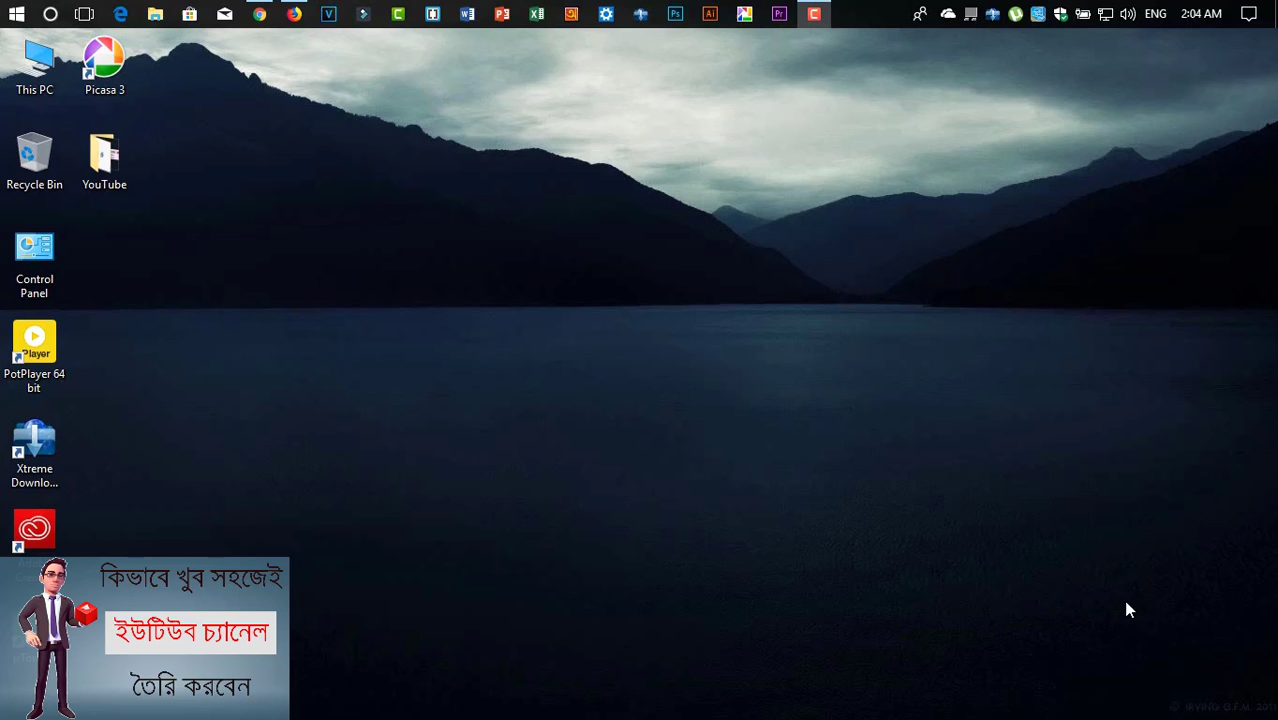 ENG
2:04 AM
This PC
Picasa 3
Recycle Bin
YouTube
Control
Panel
Player
PotPlayer 64
bit
Xtreme
Downlo...
কিভাবে খুব সহজেই
ইউটিউব চ্যানেল
তৈরি করবেন